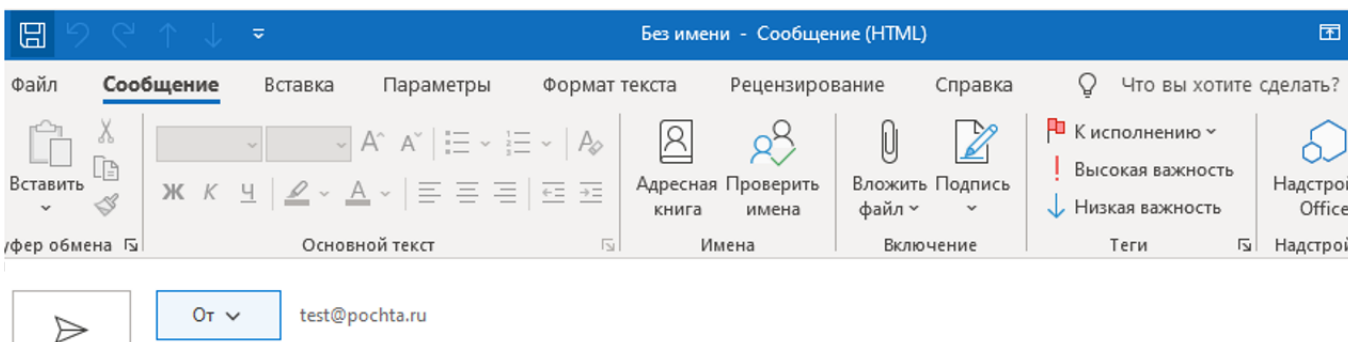 Без имени - Сообщение (HTML)
Файл Сообщение Вставка Параметры Формат текста Рецензирование Справка Что вы хотите сделать?
Вставить
Ж К Ч
Адресная книга
Проверить имена
Вложить файл
Подпись
К исполнению
Высокая важность
Низкая важность
Надстрой
Office
уфер обмена Основной текст Имена Включение Теги Надстрой
От test@pochta.ru